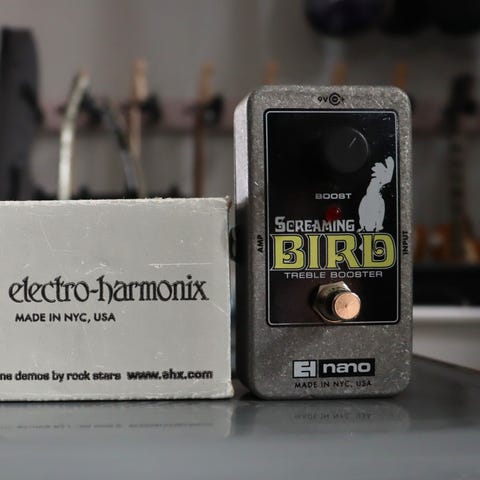 electro-harmonix
MADE IN NYC, USA
ne demos by rock stars www.ehx.com
9V
BOOST
SCREAMING
BIRD
TREBLE BOOSTER
AMP
INPUT
EH nano
MADE IN NYC, USA